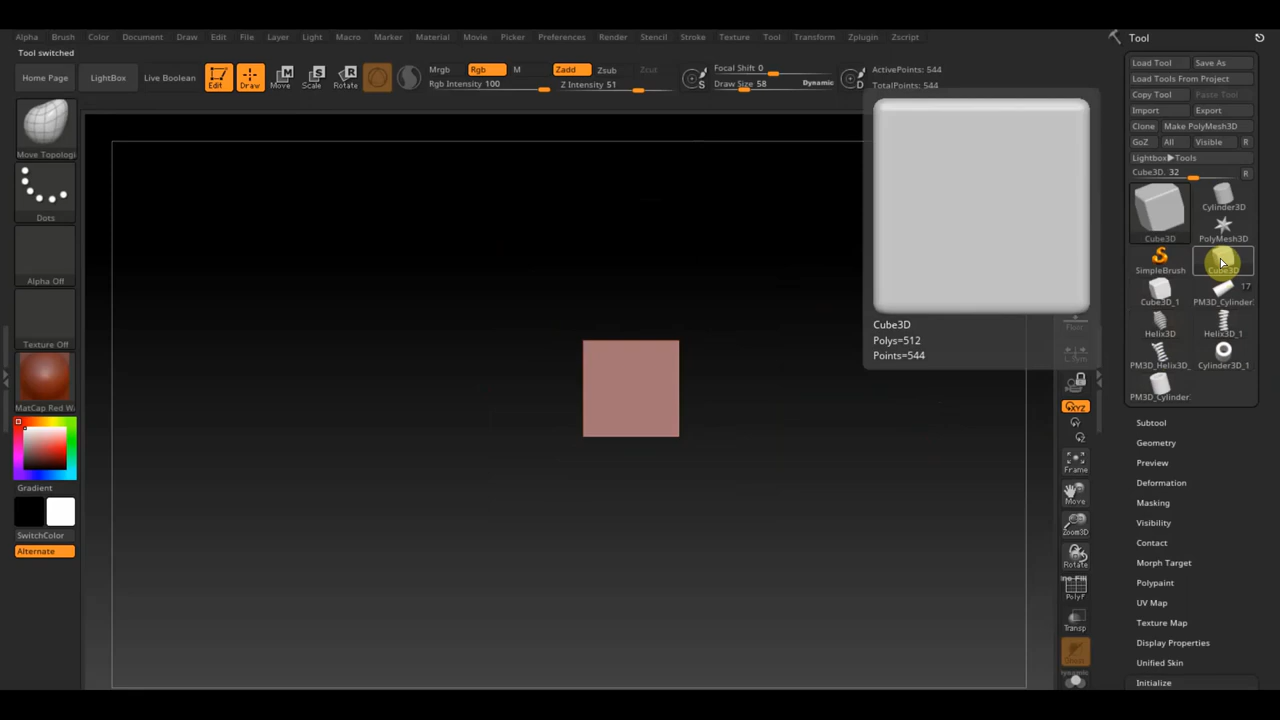 Alpha Brush Color Document Draw Edit File Layer Light Macro Marker Material Movie Picker Preferences Render Stencil Stroke Texture Tool Transform Zplugin Zscript
Tool
Tool switched
Home Page LightBox Live Boolean Edit Draw Move Scale Rotate
Mrgb Rgb M Zadd Zsub Zcut
Rgb Intensity 100 Z Intensity 51
Focal Shift 0
Draw Size 58 Dynamic
S D
ActivePoints: 544
TotalPoints: 544
Load Tool Save As
Load Tools From Project
Copy Tool Paste Tool
Import Export
Clone Make PolyMesh3D
GoZ All Visible R
Lightbox▶Tools
Cube3D. 32 R
Cube3D Cylinder3D
PolyMesh3D
SimpleBrush Cube3D
Cube3D_1 PM3D_Cylinder: 17
Helix3D Helix3D_1
PM3D_Helix3D_ Cylinder3D_1
PM3D_Cylinder:
Subtool
Geometry
Preview
Deformation
Masking
Visibility
Contact
Morph Target
Polypaint
UV Map
Texture Map
Display Properties
Unified Skin
Initialize
Cube3D
Polys=512
Points=544
Move Topologi
Dots
Alpha Off
Texture Off
MatCap Red Wa
Gradient
SwitchColor
Alternate
Floor
L.Sym
XYZ
Y
Z
Frame
Move
Zoom3D
Rotate
PolyF
Transp